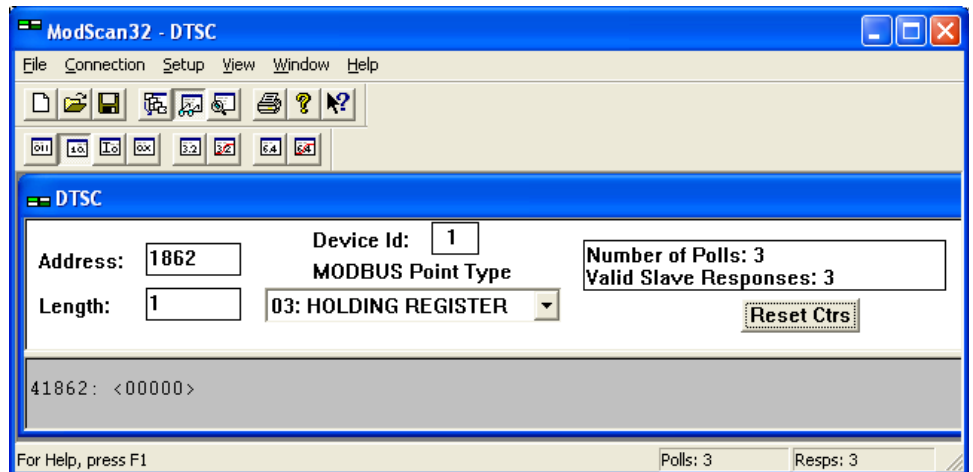 ModScan32 - DTSC
File Connection Setup View Window Help
DTSC
Address: 1862
Device Id: 1
MODBUS Point Type
Length: 1
03: HOLDING REGISTER
Number of Polls: 3
Valid Slave Responses: 3
Reset Ctrs
41862: <00000>
For Help, press F1
Polls: 3
Resps: 3